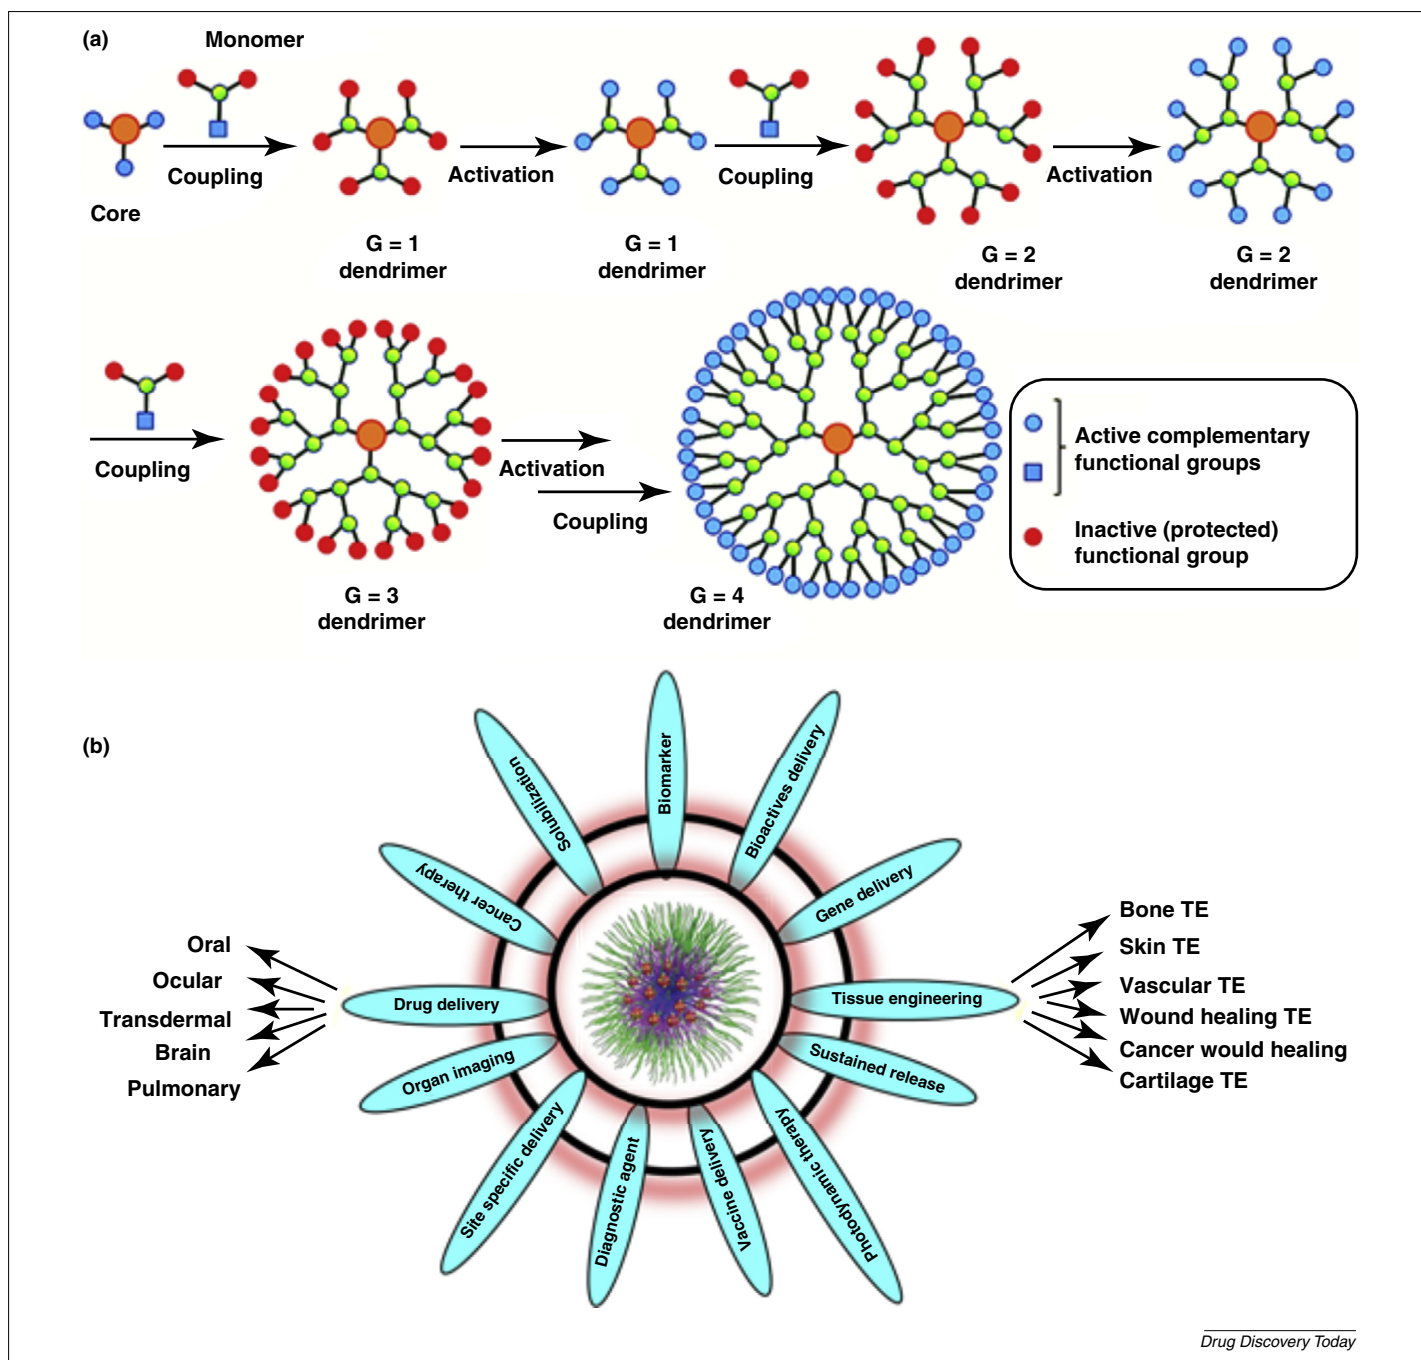 (a)
Monomer
Coupling
Core
G = 1
dendrimer
Activation
G = 1
dendrimer
Coupling
G = 2
dendrimer
Activation
G = 2
dendrimer
Coupling
G = 3
dendrimer
Activation
Coupling
G = 4
dendrimer
Active complementary
functional groups
Inactive (protected)
functional group
(b)
Biomarker
Bioactives delivery
Gene delivery
Tissue engineering
Sustained release
Photodynamic therapy
Vaccine delivery
Diagnostic agent
Site specific delivery
Organ imaging
Drug delivery
Cancer therapy
Solubilization
Oral
Ocular
Transdermal
Brain
Pulmonary
Bone TE
Skin TE
Vascular TE
Wound healing TE
Cancer would healing
Cartilage TE
Drug Discovery Today